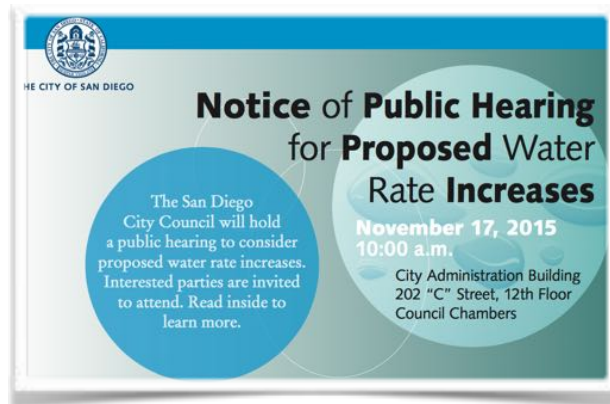 THE CITY OF SAN DIEGO
Notice of Public Hearing
for Proposed Water
Rate Increases
November 17, 2015
10:00 a.m.
City Administration Building
202 “C” Street, 12th Floor
Council Chambers
The San Diego
City Council will hold
a public hearing to consider
proposed water rate increases.
Interested parties are invited
to attend. Read inside to
learn more.